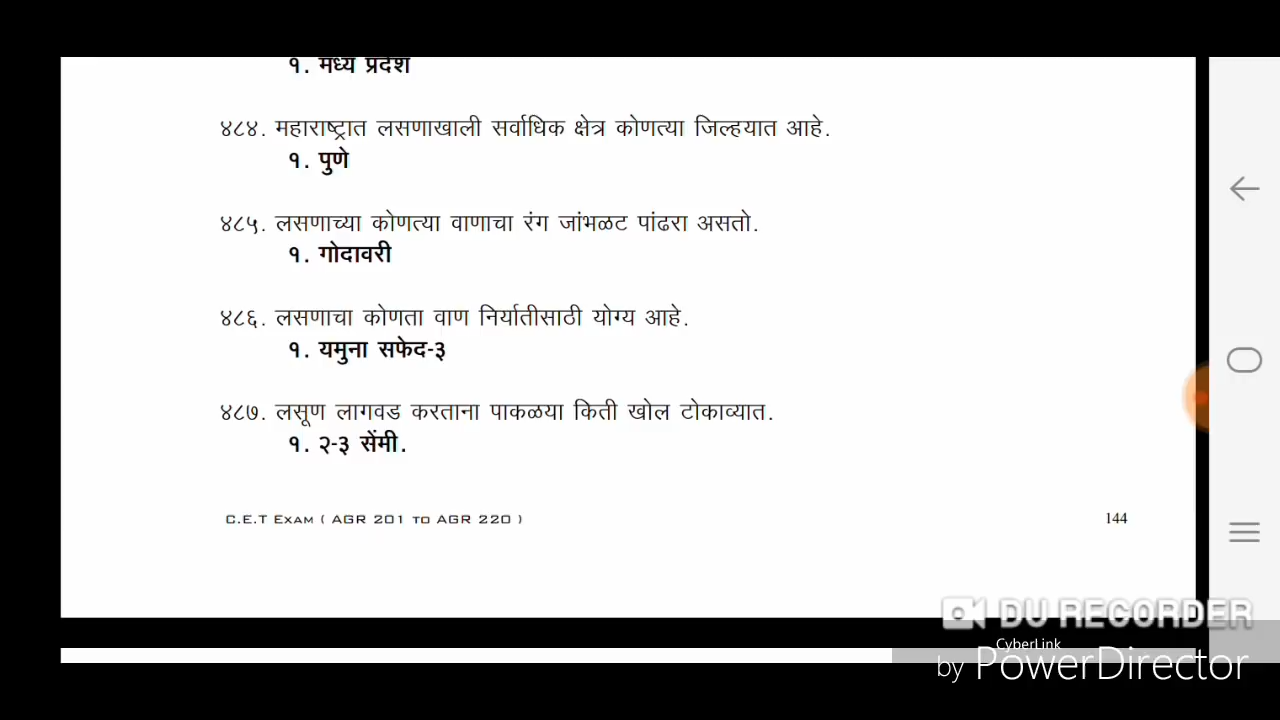 १. मध्य प्रदेश
४८४. महाराष्ट्रात लसणाखाली सर्वाधिक क्षेत्र कोणत्या जिल्हयात आहे.
१. पुणे
४८५. लसणाच्या कोणत्या वाणाचा रंग जांभळट पांढरा असतो.
१. गोदावरी
४८६. लसणाचा कोणता वाण निर्यातीसाठी योग्य आहे.
१. यमुना सफेद-३
४८७. लसूण लागवड करताना पाकळया किती खोल टोकाव्यात.
१. २-३ सेंमी.
C.E.T EXAM ( AGR 201 TO AGR 220 ) 144
DU RECORDER
CyberLink
by PowerDirector